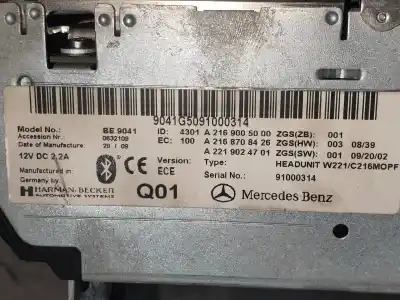 9041G5091000314
Model No.: BE 9041 ID: 4301 A 216 900 50 00 ZGS(ZB): 001
Accession Nr.: 0632109 EC: 100 A 216 870 84 26 ZGS(HW): 003 08/39
Date of Manufacture: 29 / 09 A 221 902 47 01 ZGS(SW): 001 09/20/02
12V DC 2.2A Version: Type: HEADUNIT W221/C216MOPF
Manufactured in ECE Serial No.: 91000314
Germany by
HARMAN/BECKER Q01 Mercedes Benz
AUTOMOTIVE SYSTEMS